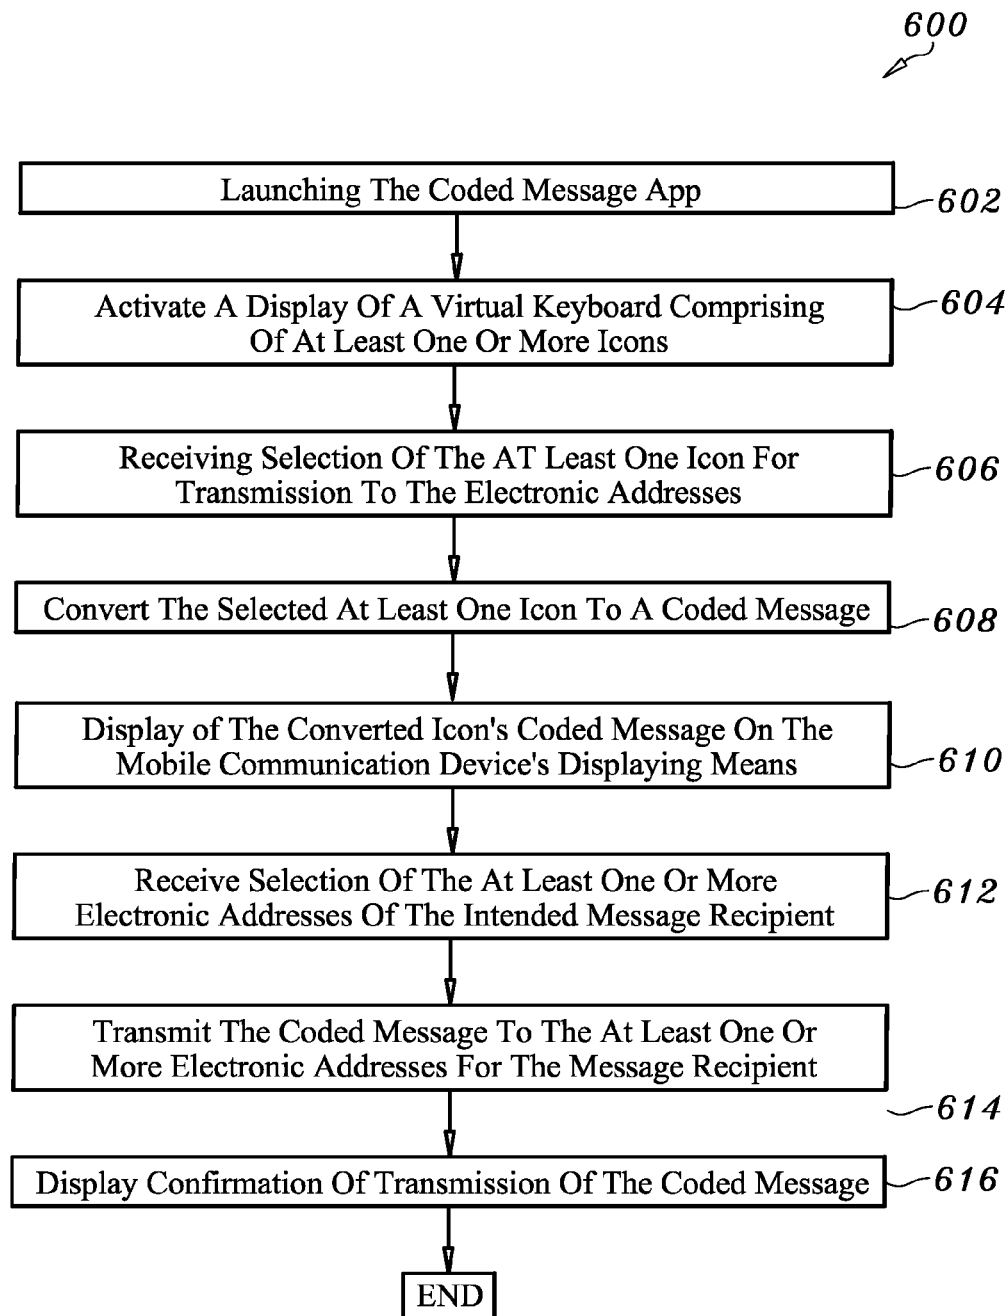 600
Launching The Coded Message App
602
Activate A Display Of A Virtual Keyboard Comprising
Of At Least One Or More Icons
604
Receiving Selection Of The AT Least One Icon For
Transmission To The Electronic Addresses
606
Convert The Selected At Least One Icon To A Coded Message
608
Display of The Converted Icon's Coded Message On The
Mobile Communication Device's Displaying Means
610
Receive Selection Of The At Least One Or More
Electronic Addresses Of The Intended Message Recipient
612
Transmit The Coded Message To The At Least One Or
More Electronic Addresses For The Message Recipient
614
Display Confirmation Of Transmission Of The Coded Message
616
END